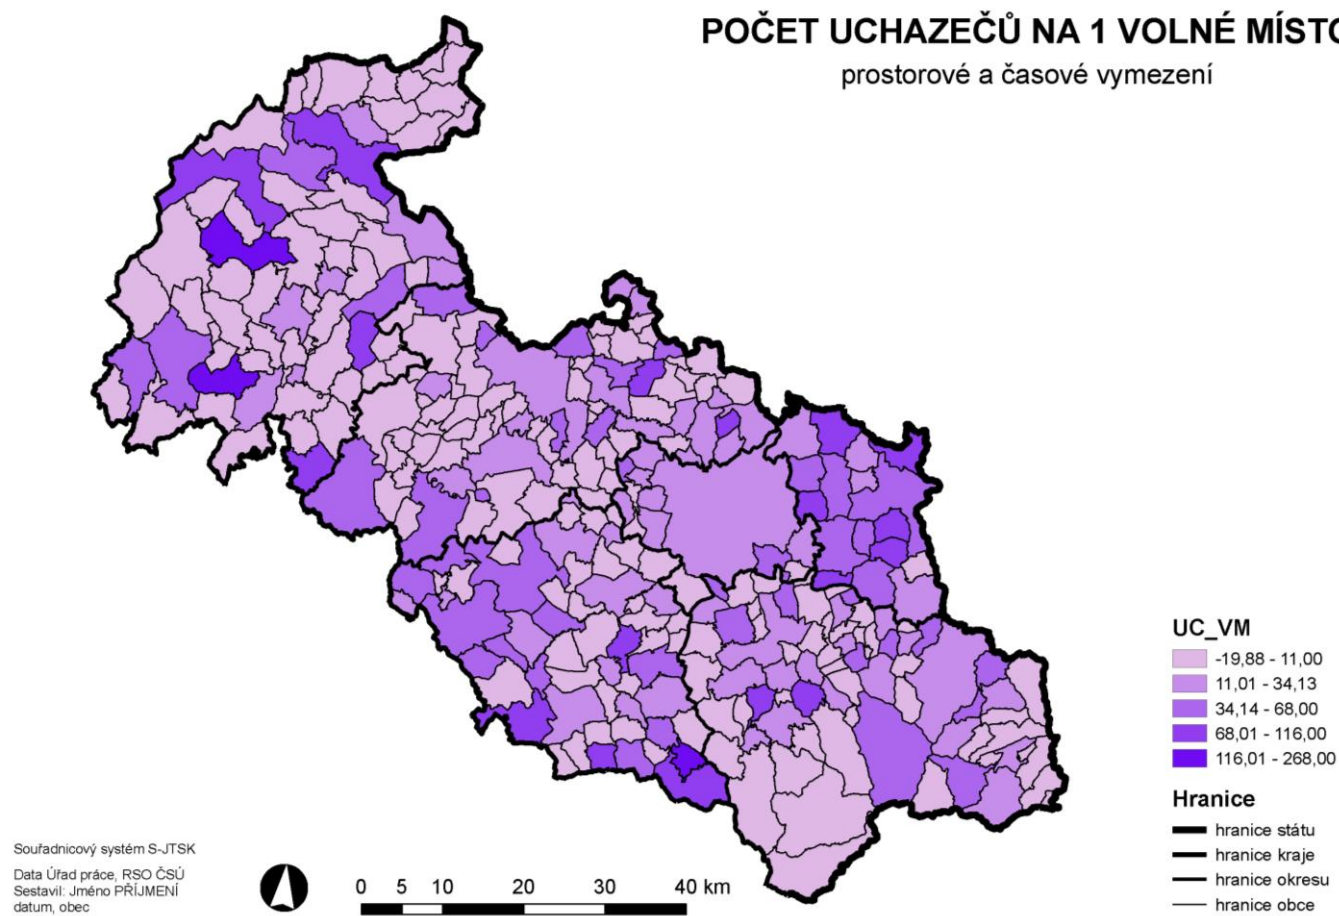 POČET UCHAZEČŮ NA 1 VOLNÉ MÍSTO
prostorové a časové vymezení
UC_VM
-19,88 - 11,00
11,01 - 34,13
34,14 - 68,00
68,01 - 116,00
116,01 - 268,00
Hranice
hranice státu
hranice kraje
hranice okresu
hranice obce
Souřadnicový systém S-JTSK
Data Úřad práce, RSO ČSÚ
Sestavil: Jméno PŘÍJMENÍ
datum, obec
0 5 10 20 30 40 km